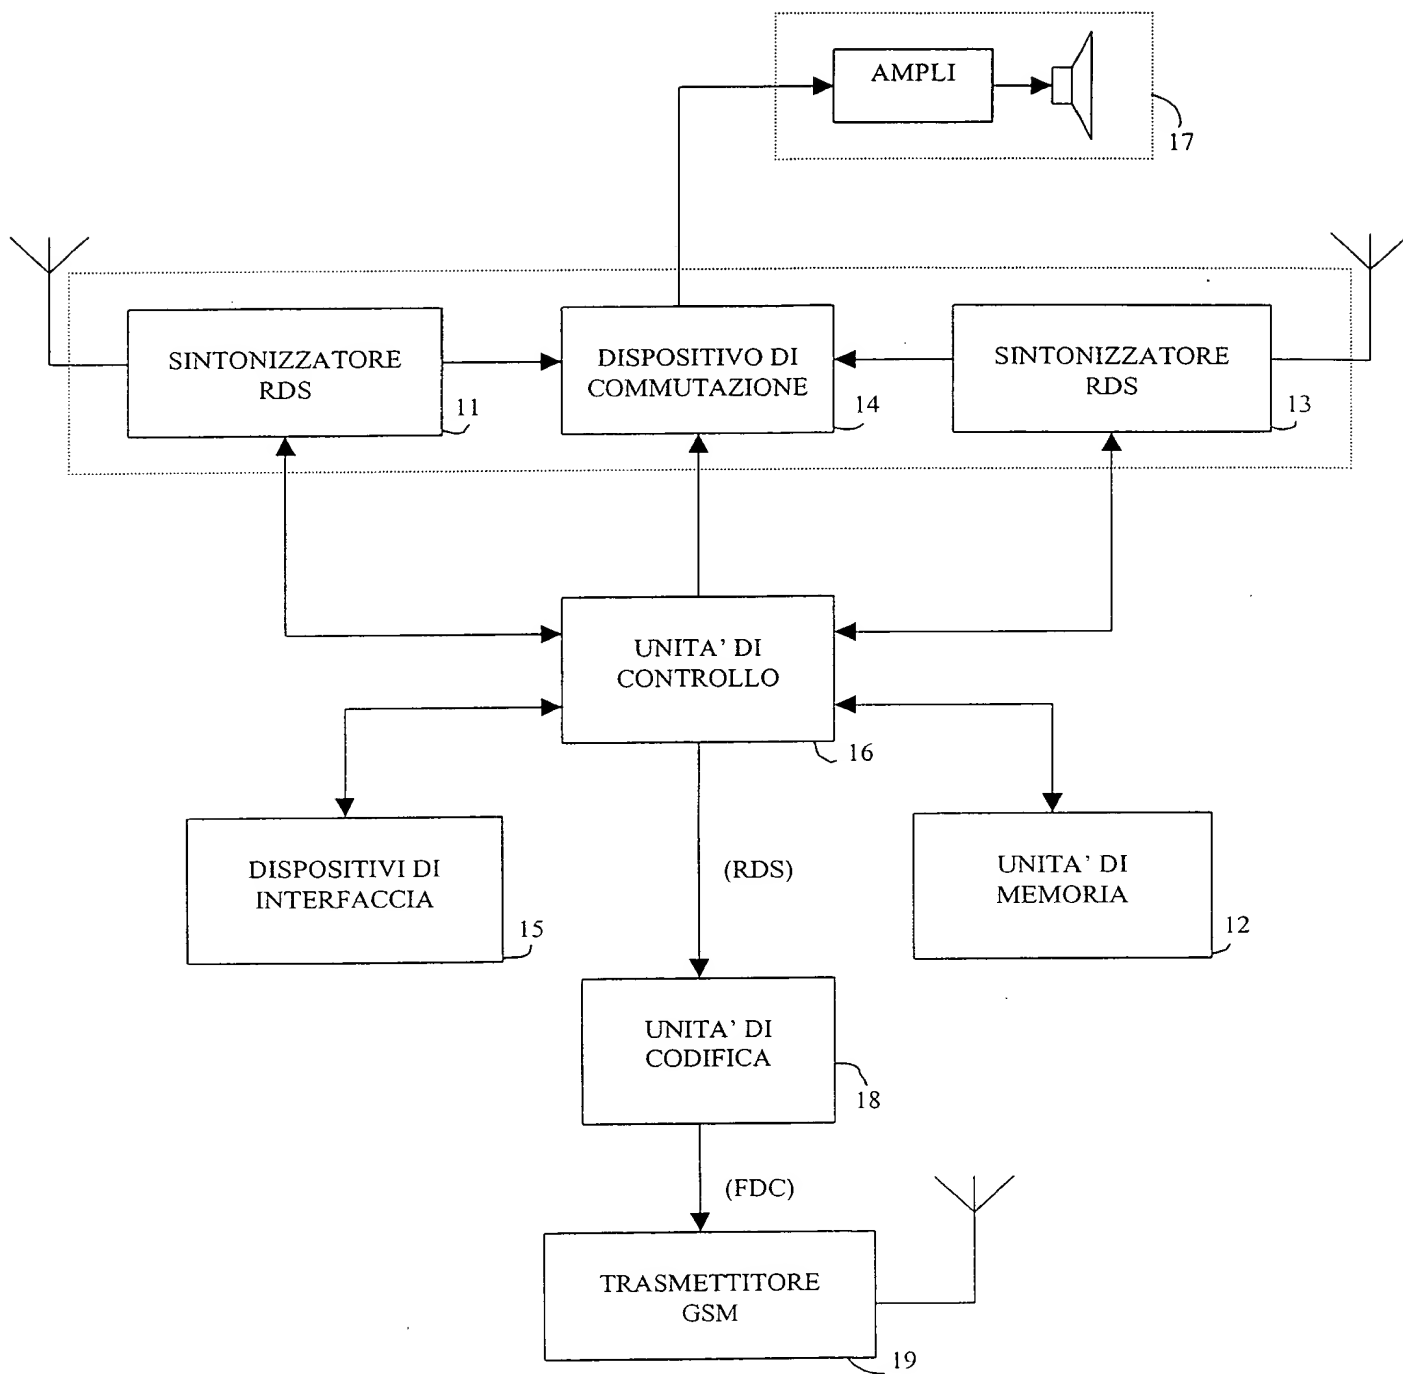 AMPLI
17
SINTONIZZATORE
RDS
11
DISPOSITIVO DI
COMMUTAZIONE
14
SINTONIZZATORE
RDS
13
UNITA' DI
CONTROLLO
16
DISPOSITIVI DI
INTERFACCIA
15
(RDS)
UNITA' DI
MEMORIA
12
UNITA' DI
CODIFICA
18
(FDC)
TRASMETTITORE
GSM
19